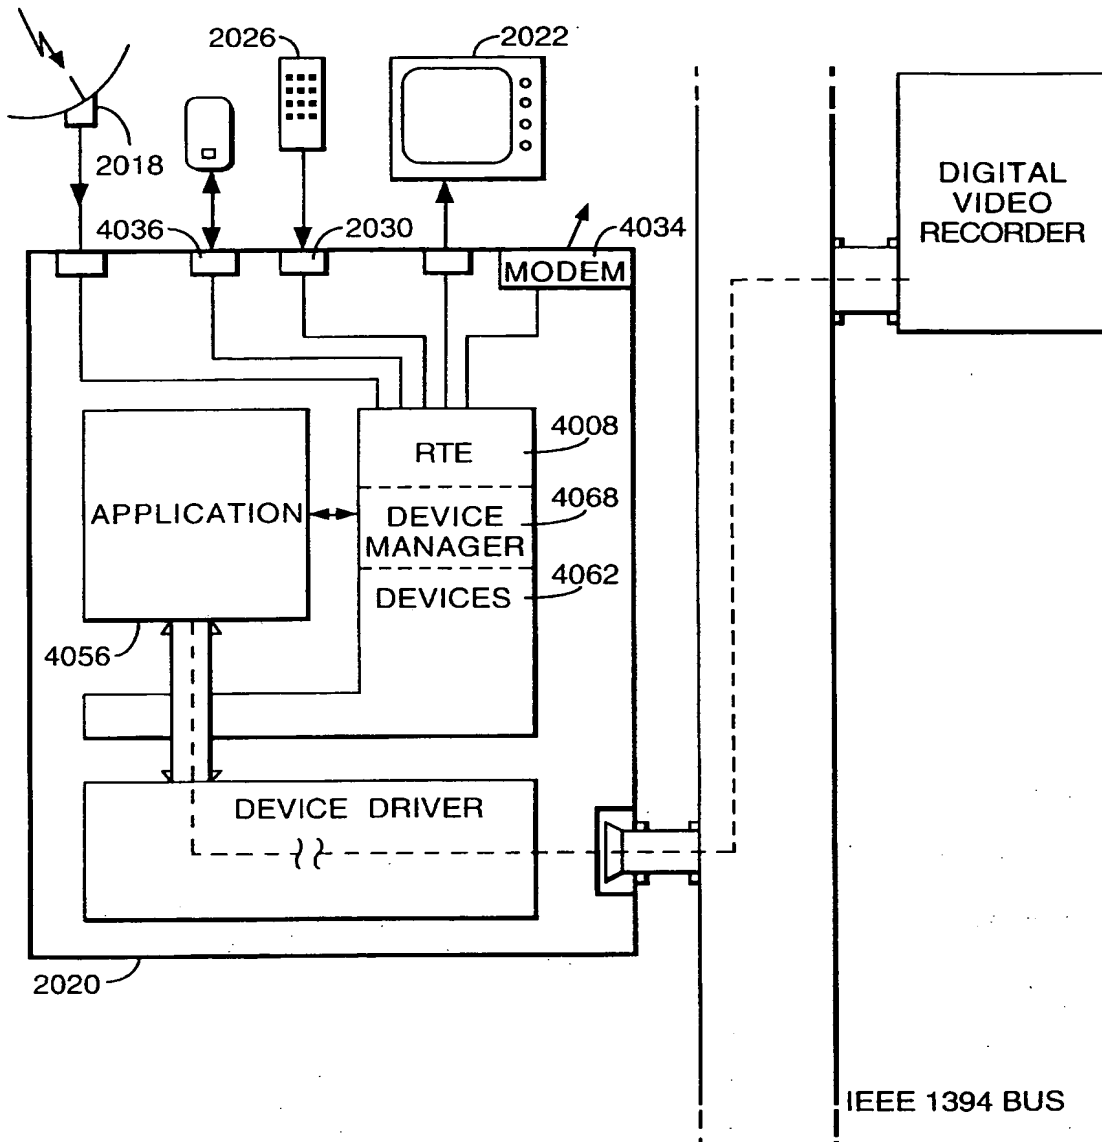 2026
2022
2018
4036
2030
4034
MODEM
DIGITAL
VIDEO
RECORDER
4008
RTE
4068
APPLICATION
DEVICE
MANAGER
4062
DEVICES
4056
DEVICE DRIVER
2020
IEEE 1394 BUS